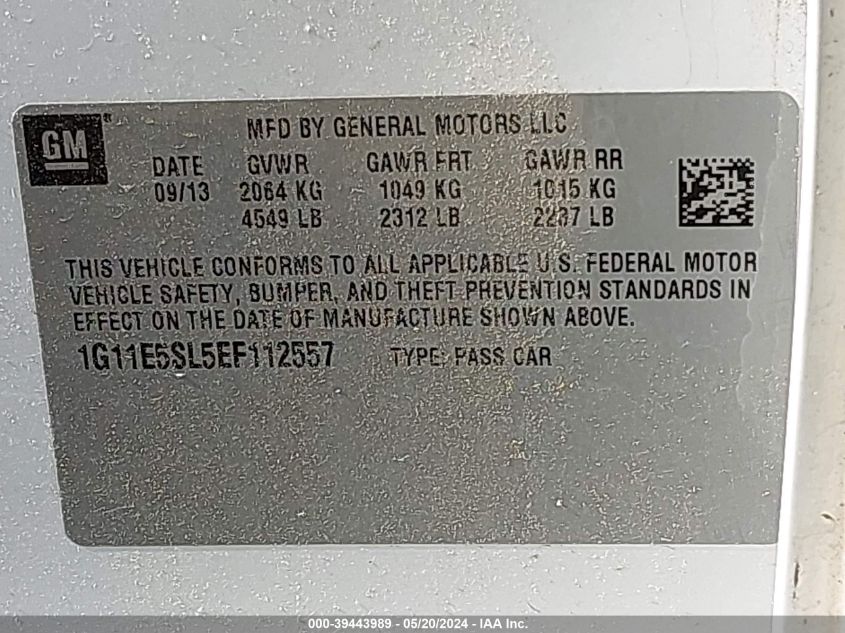 GM®
MFD BY GENERAL MOTORS LLC
DATE GVWR GAWR FRT GAWR RR
09/13 2064 KG 1049 KG 1015 KG
4549 LB 2312 LB 2237 LB
THIS VEHICLE CONFORMS TO ALL APPLICABLE U.S. FEDERAL MOTOR
VEHICLE SAFETY, BUMPER, AND THEFT PREVENTION STANDARDS IN
EFFECT ON THE DATE OF MANUFACTURE SHOWN ABOVE.
1G11E5SL5EF112557 TYPE: PASS CAR
000-39443989 - 05/20/2024 - IAA Inc.